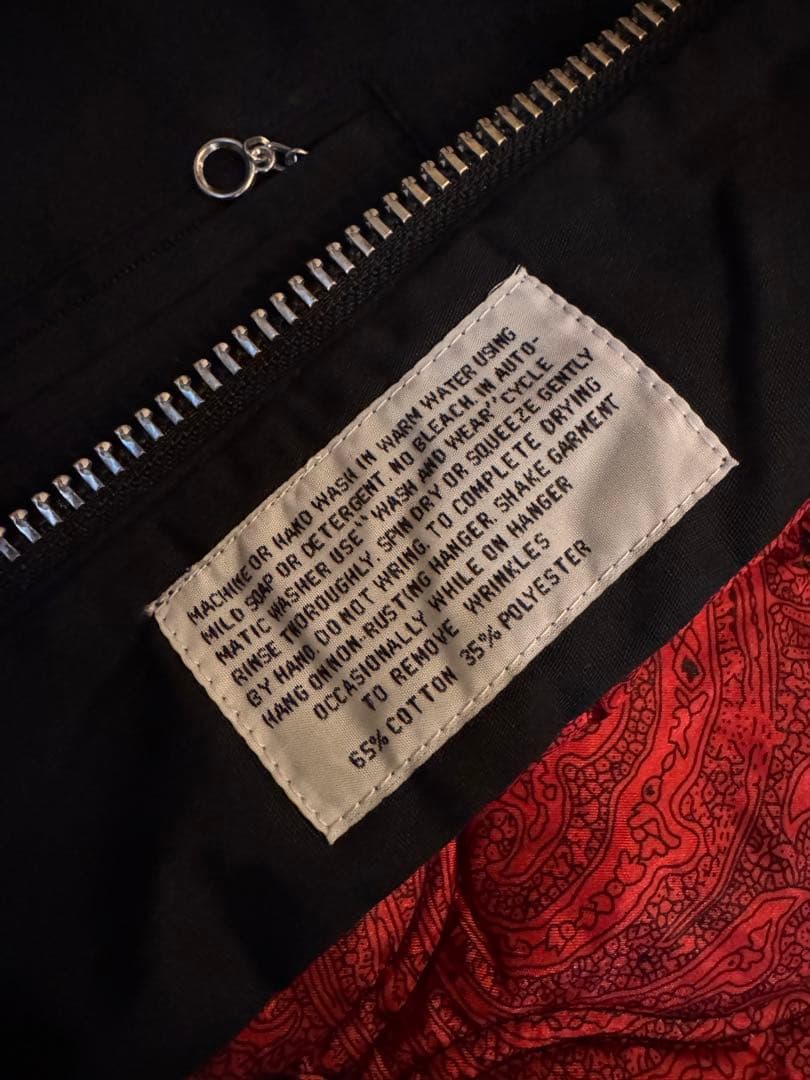 MACHINE OR HAND WASH IN WARM WATER USING
MILD SOAP OR DETERGENT. NO BLEACH. IN AUTO-
MATIC WASHER USE "WASH AND WEAR" CYCLE
RINSE THOROUGHLY. SPIN DRY OR SQUEEZE GENTLY
BY HAND. DO NOT WRING. TO COMPLETE DRYING
HANG ON NON-RUSTING HANGER. SHAKE GARMENT
OCCASIONALLY WHILE ON HANGER
TO REMOVE WRINKLES
65% COTTON 35% POLYESTER